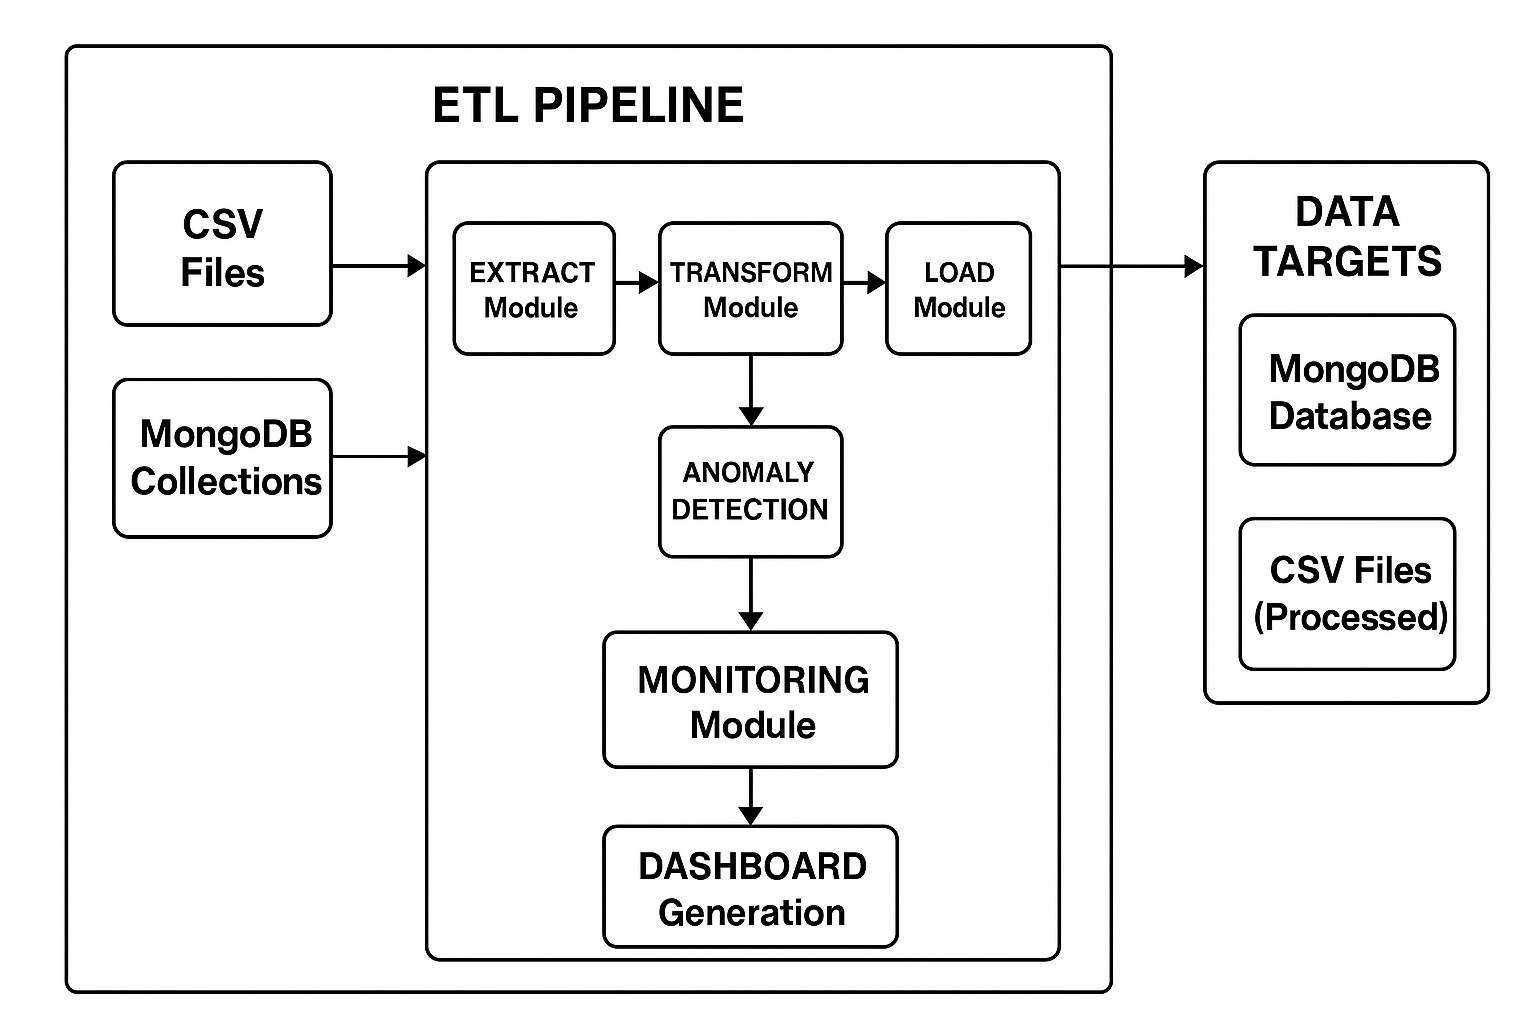 ETL PIPELINE
CSV
Files
MongoDB
Collections
EXTRACT
Module
TRANSFORM
Module
LOAD
Module
ANOMALY
DETECTION
MONITORING
Module
DASHBOARD
Generation
DATA
TARGETS
MongoDB
Database
CSV Files
(Processed)